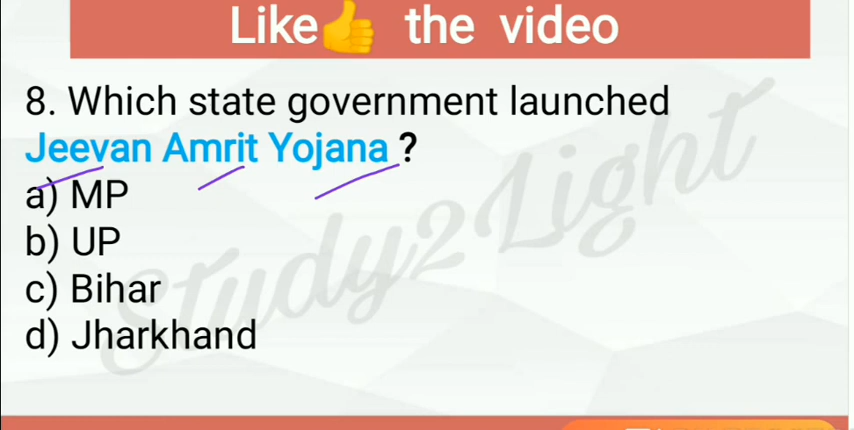 Like👍 the video
8. Which state government launched
Jeevan Amrit Yojana ?
a) MP
b) UP
c) Bihar
d) Jharkhand
Study2Light